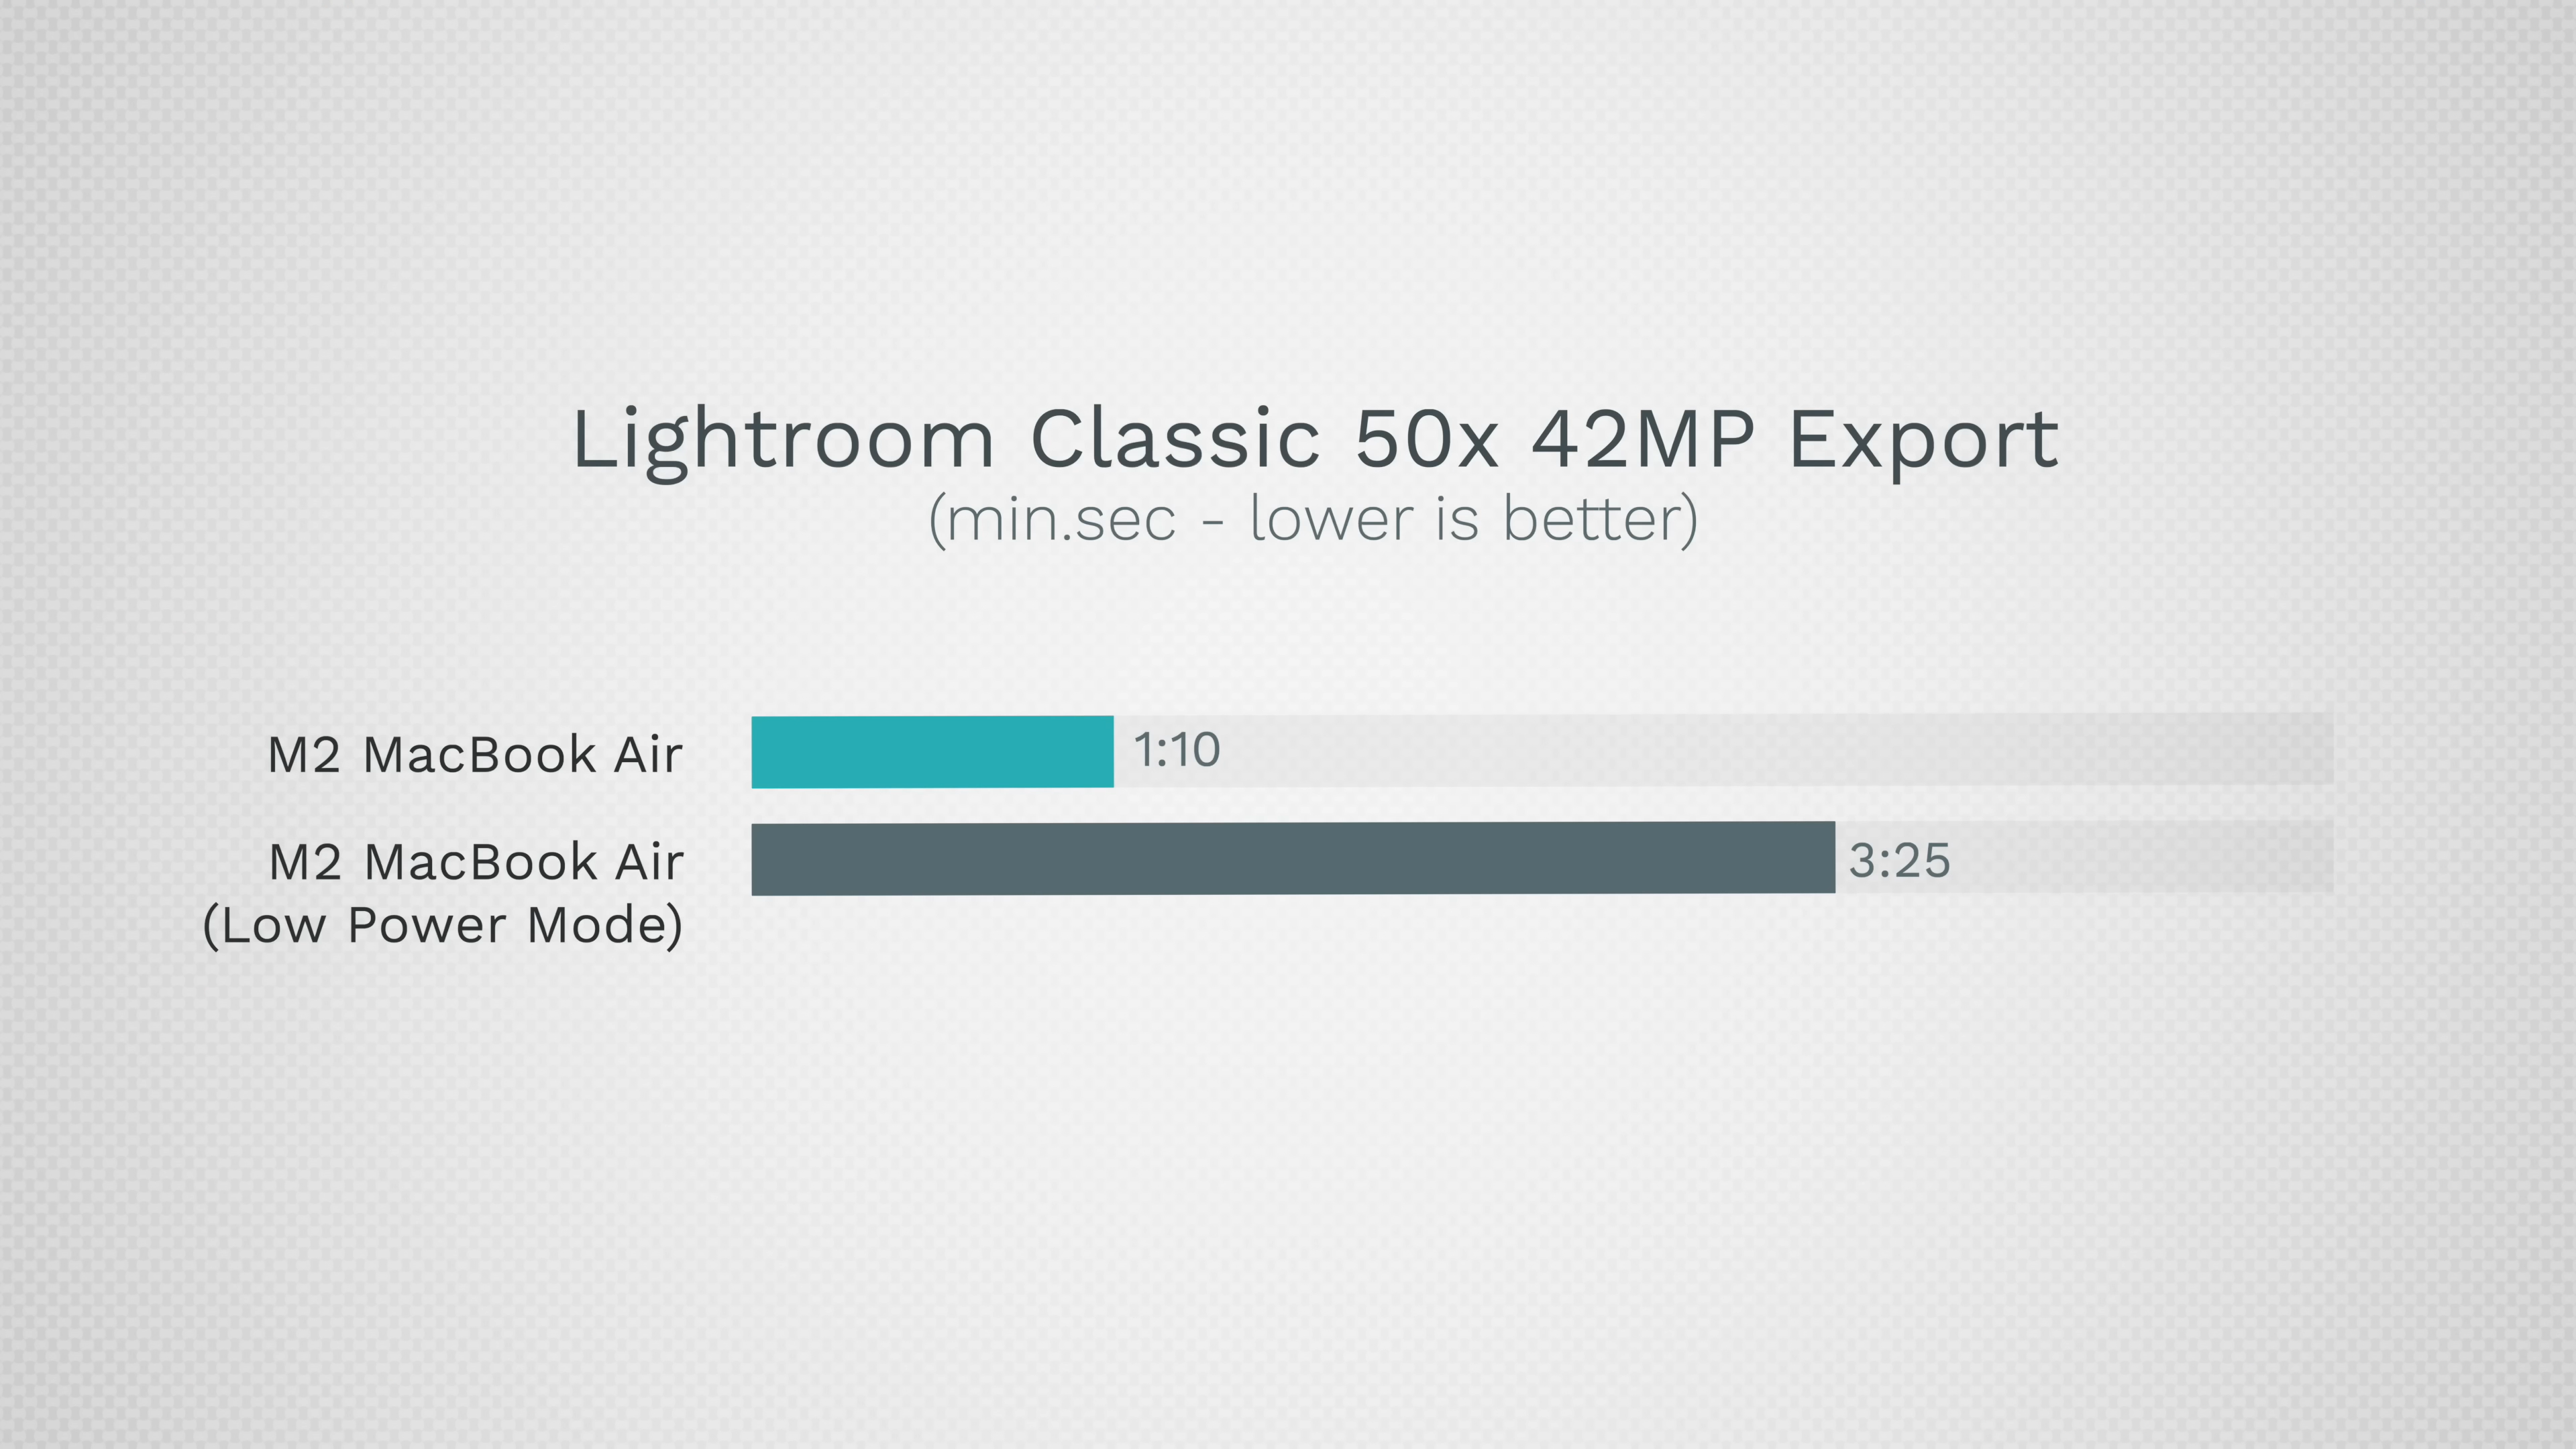 Lightroom Classic 50x 42MP Export
(min.sec - lower is better)
M2 MacBook Air
1:10
M2 MacBook Air
(Low Power Mode)
3:25